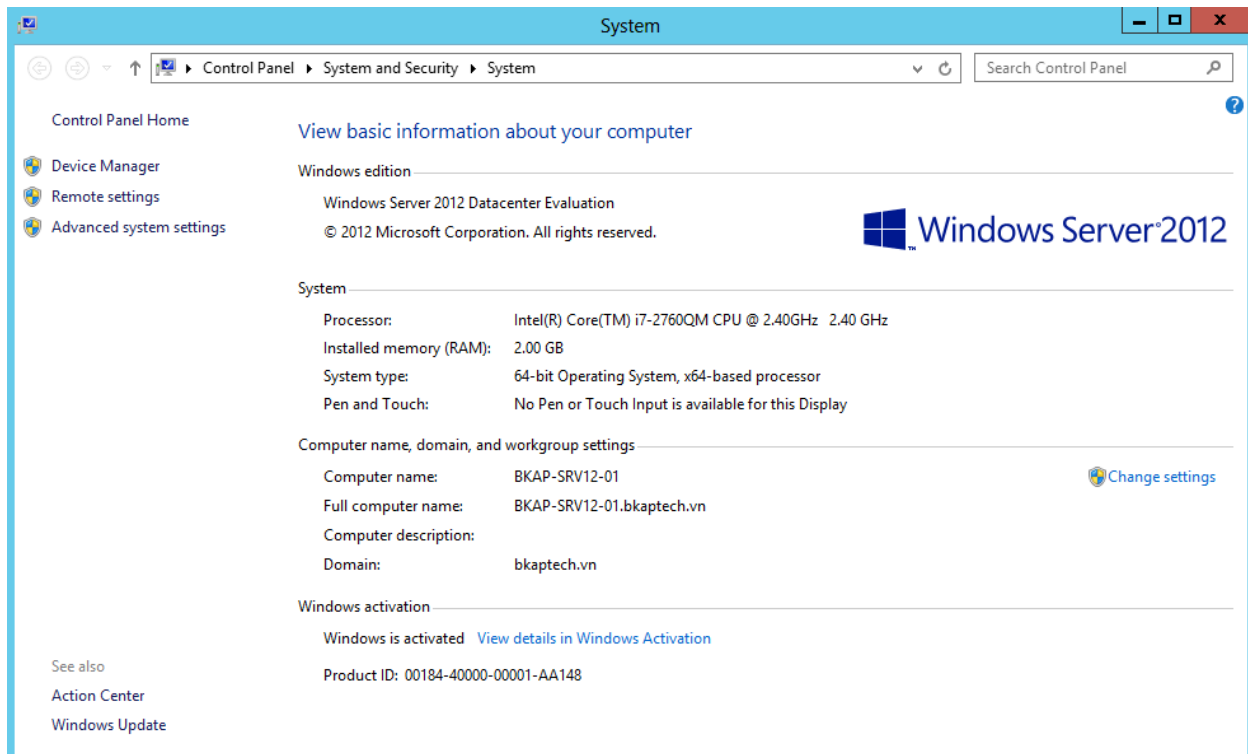 System
Control Panel System and Security System
Search Control Panel
Control Panel Home
Device Manager
Remote settings
Advanced system settings
See also
Action Center
Windows Update
View basic information about your computer
Windows edition
Windows Server 2012 Datacenter Evaluation
© 2012 Microsoft Corporation. All rights reserved.
Windows Server 2012
System
Processor: Intel(R) Core(TM) i7-2760QM CPU @ 2.40GHz 2.40 GHz
Installed memory (RAM): 2.00 GB
System type: 64-bit Operating System, x64-based processor
Pen and Touch: No Pen or Touch Input is available for this Display
Computer name, domain, and workgroup settings
Computer name: BKAP-SRV12-01
Change settings
Full computer name: BKAP-SRV12-01.bkaptech.vn
Computer description:
Domain: bkaptech.vn
Windows activation
Windows is activated View details in Windows Activation
Product ID: 00184-40000-00001-AA148